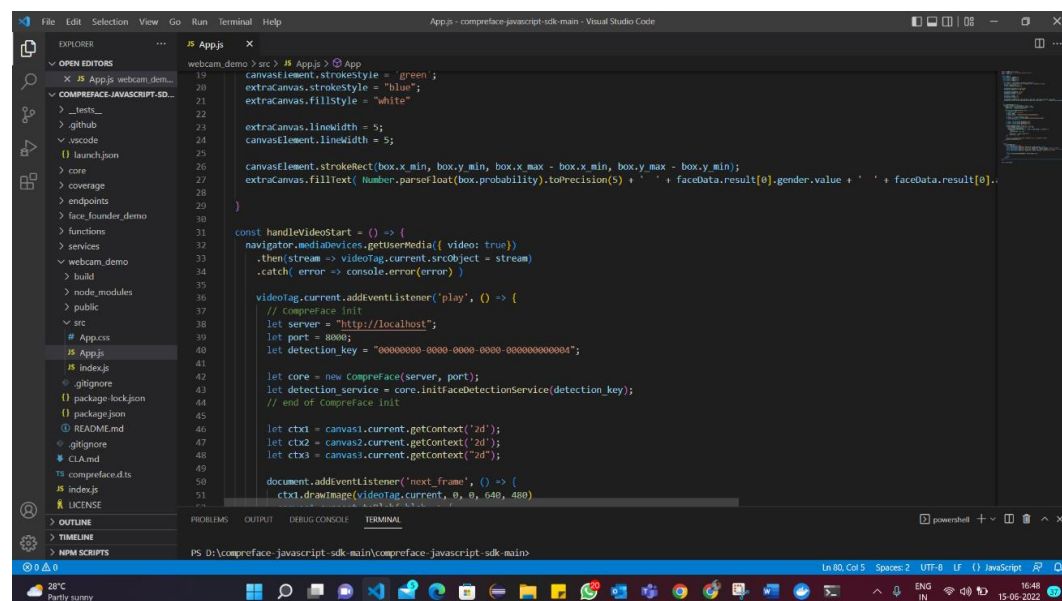 File Edit Selection View Go Run Terminal Help
App.js - compreface-javascript-sdk-main - Visual Studio Code
EXPLORER
OPEN EDITORS
JS App.js webcam_dem...
COMPREFACE-JAVASCRIPT-SD...
__tests__
.github
.vscode
{} launch.json
core
coverage
endpoints
face_founder_demo
functions
services
webcam_demo
build
node_modules
public
src
# App.css
JS App.js
JS index.js
.gitignore
{} package-lock.json
{} package.json
README.md
.gitignore
CLA.md
TS compreface.d.ts
JS index.js
LICENSE
OUTLINE
TIMELINE
NPM SCRIPTS
JS App.js
webcam_demo > src > JS App.js > App
19 canvasElement.strokeStyle = 'green';
20 extraCanvas.strokeStyle = "blue";
21 extraCanvas.fillStyle = "white"
22
23 extraCanvas.lineWidth = 5;
24 canvasElement.lineWidth = 5;
25
26 canvasElement.strokeRect(box.x_min, box.y_min, box.x_max - box.x_min, box.y_max - box.y_min);
27 extraCanvas.fillText( Number.parseFloat(box.probability).toPrecision(5) + ' ' + faceData.result[0].gender.value + ' ' + faceData.result[0].
28
29 }
30
31 const handleVideoStart = () => {
32 navigator.mediaDevices.getUserMedia({ video: true})
33 .then(stream => videoTag.current.srcObject = stream)
34 .catch( error => console.error(error) )
35
36 videoTag.current.addEventListener('play', () => {
37 // CompreFace init
38 let server = "http://localhost";
39 let port = 8000;
40 let detection_key = "00000000-0000-0000-0000-000000000004";
41
42 let core = new CompreFace(server, port);
43 let detection_service = core.initFaceDetectionService(detection_key);
44 // end of CompreFace init
45
46 let ctx1 = canvas1.current.getContext('2d');
47 let ctx2 = canvas2.current.getContext('2d');
48 let ctx3 = canvas3.current.getContext("2d");
49
50 document.addEventListener('next_frame', () => {
51 ctx1.drawImage(videoTag.current, 0, 0, 640, 480)
PROBLEMS OUTPUT DEBUG CONSOLE TERMINAL
powershell
PS D:\compreface-javascript-sdk-main\compreface-javascript-sdk-main>
0 0
Ln 80, Col 5 Spaces: 2 UTF-8 LF {} JavaScript
28°C
Partly sunny
ENG
IN
16:48
15-06-2022